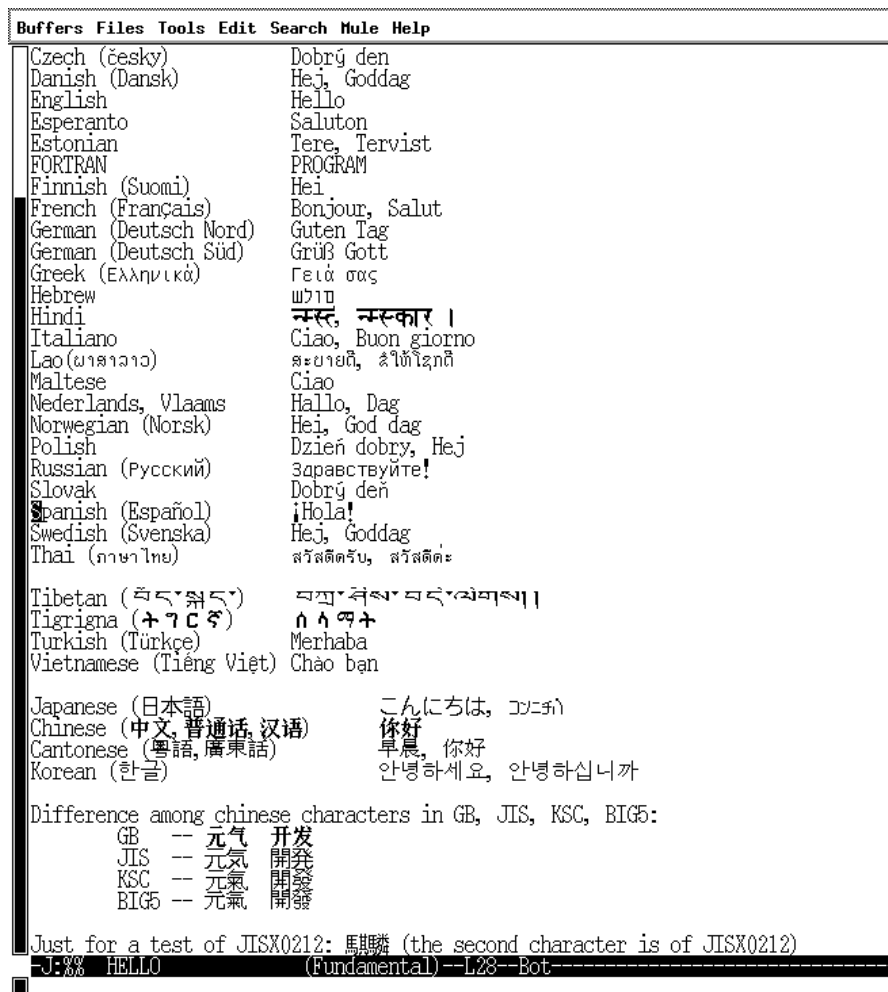 Buffers Files Tools Edit Search Mule Help
Czech (česky) Dobrý den
Danish (Dansk) Hej, Goddag
English Hello
Esperanto Saluton
Estonian Tere, Tervist
FORTRAN PROGRAM
Finnish (Suomi) Hei
French (Français) Bonjour, Salut
German (Deutsch Nord) Guten Tag
German (Deutsch Süd) Grüß Gott
Greek (Ελληνικά) Γειά σας
Hebrew שלום
Hindi नमस्ते, नमस्कार ।
Italiano Ciao, Buon giorno
Lao(ພາສາລາວ) ສະບາຍດີ, ຂໍໃຫ້ໂຊກດີ
Maltese Ciao
Nederlands, Vlaams Hallo, Dag
Norwegian (Norsk) Hei, God dag
Polish Dzień dobry, Hej
Russian (Русский) Здравствуйте!
Slovak Dobrý deň
Spanish (Español) ¡Hola!
Swedish (Svenska) Hej, Goddag
Thai (ภาษาไทย) สวัสดีครับ, สวัสดีค่ะ
Tibetan (བོད་སྐད་) བཀྲ་ཤིས་བདེ་ལེགས།།
Tigrigna (ትግርኛ) ሰላማት
Turkish (Türkçe) Merhaba
Vietnamese (Tiếng Việt) Chào bạn
Japanese (日本語) こんにちは, ｺﾝﾆﾁﾊ
Chinese (中文,普通话,汉语) 你好
Cantonese (粵語,廣東話) 早晨, 你好
Korean (한글) 안녕하세요, 안녕하십니까
Difference among chinese characters in GB, JIS, KSC, BIG5:
GB -- 元气 开发
JIS -- 元気 開発
KSC -- 元氣 開發
BIG5 -- 元氣 開發
Just for a test of JISX0212: 騏驎 (the second character is of JISX0212)
-J:%% HELLO (Fundamental)--L28--Bot-------------------------------